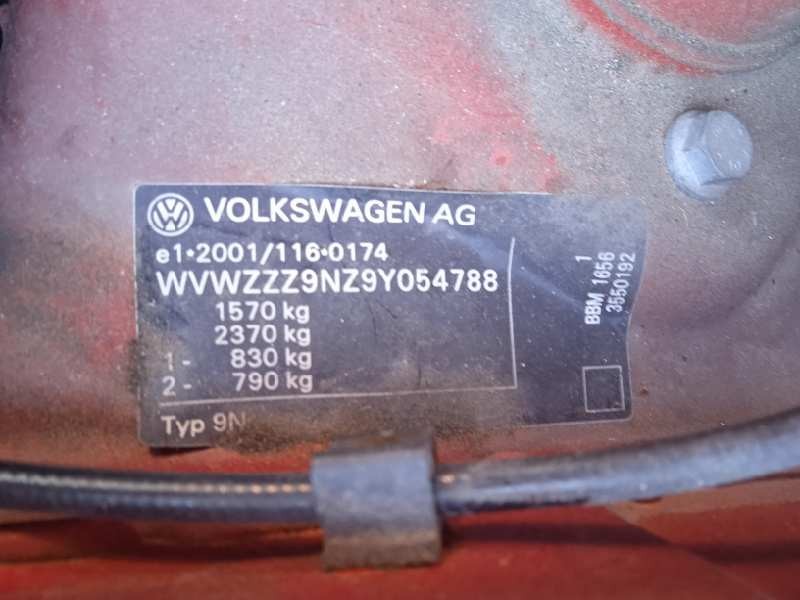 VOLKSWAGEN AG
e1*2001/116*0174
WVWZZZ9NZ9Y054788
1570 kg
2370 kg
1 - 830 kg
2 - 790 kg
Typ 9N
1
BBM 1656
3550192